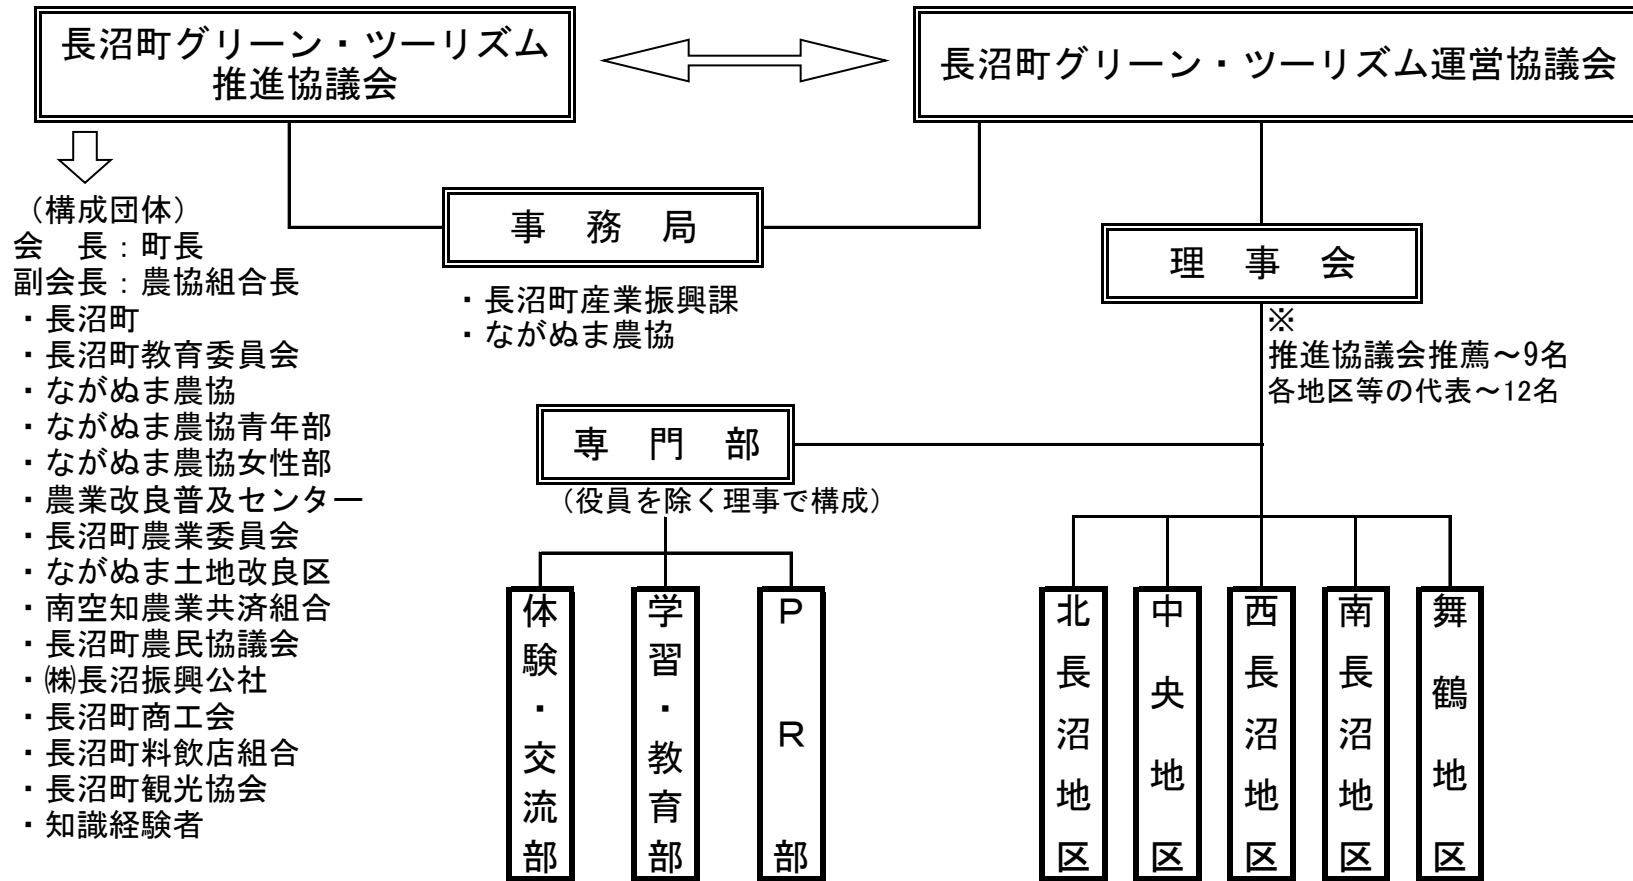 長沼町グリーン・ツーリズム
推進協議会
長沼町グリーン・ツーリズム運営協議会
（構成団体）
会　長：町長
副会長：農協組合長
・長沼町
・長沼町教育委員会
・ながぬま農協
・ながぬま農協青年部
・ながぬま農協女性部
・農業改良普及センター
・長沼町農業委員会
・ながぬま土地改良区
・南空知農業共済組合
・長沼町農民協議会
・㈱長沼振興公社
・長沼町商工会
・長沼町料飲店組合
・長沼町観光協会
・知識経験者
事　務　局
・長沼町産業振興課
・ながぬま農協
理　事　会
※
推進協議会推薦～9名
各地区等の代表～12名
専　門　部
（役員を除く理事で構成）
体験・交流部
学習・教育部
ＰＲ部
北長沼地区
中央地区
西長沼地区
南長沼地区
舞鶴地区